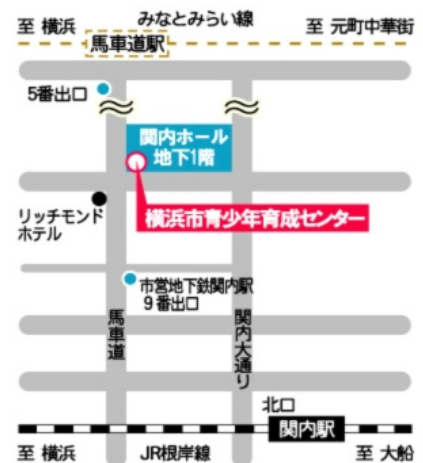 みなとみらい線
至 横浜
至 元町中華街
馬車道駅
5番出口
関内ホール
地下1階
横浜市青少年育成センター
リッチモンド
ホテル
市営地下鉄関内駅
9番出口
馬車道
関内大通り
北口
関内駅
至 横浜
JR根岸線
至 大船